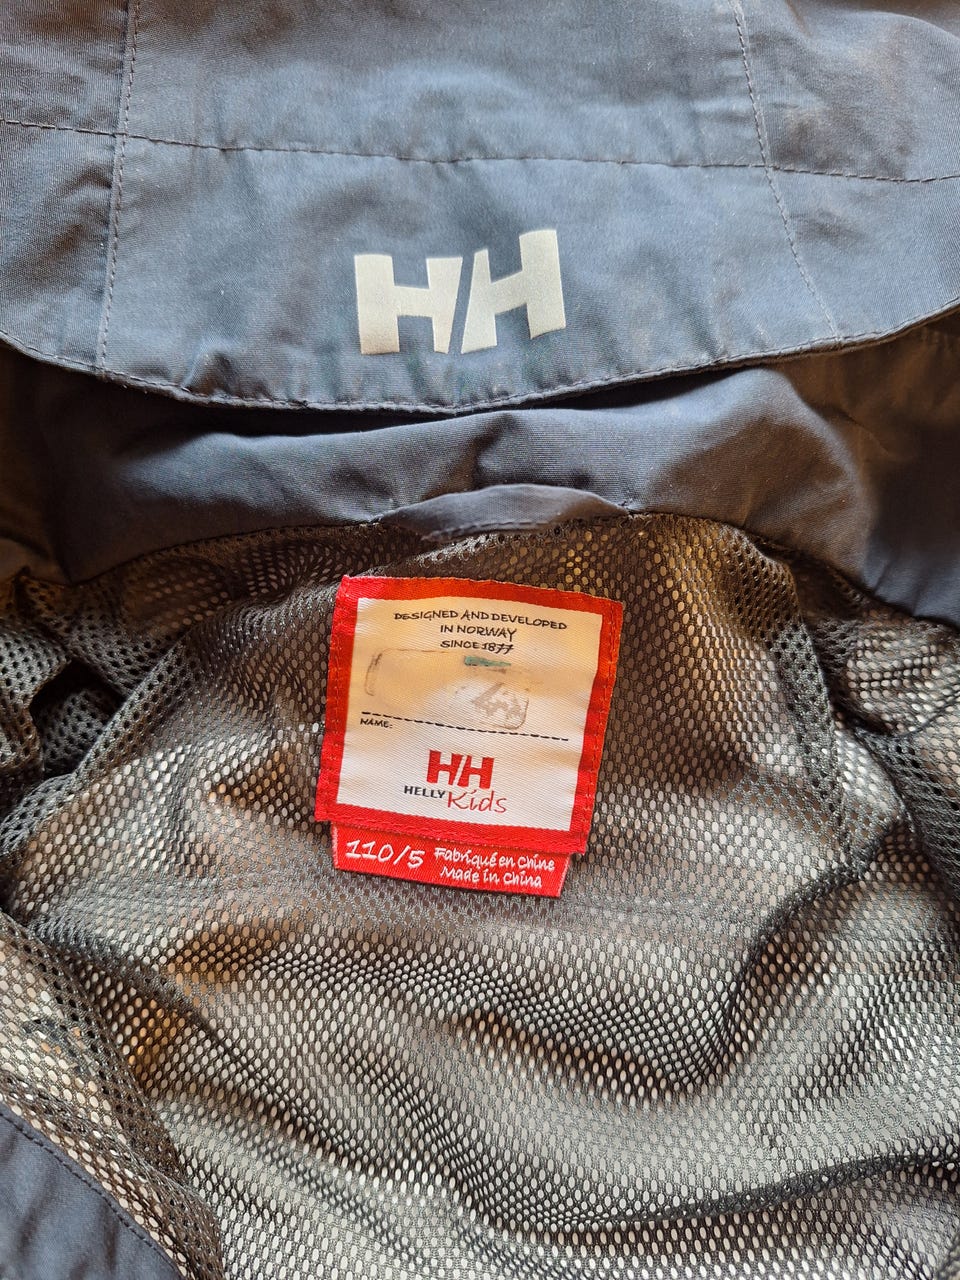 HH
DESIGNED AND DEVELOPED
IN NORWAY
SINCE 1877
NAME:
HH
HELLY Kids
110/5 Fabriqué en Chine
Made in China